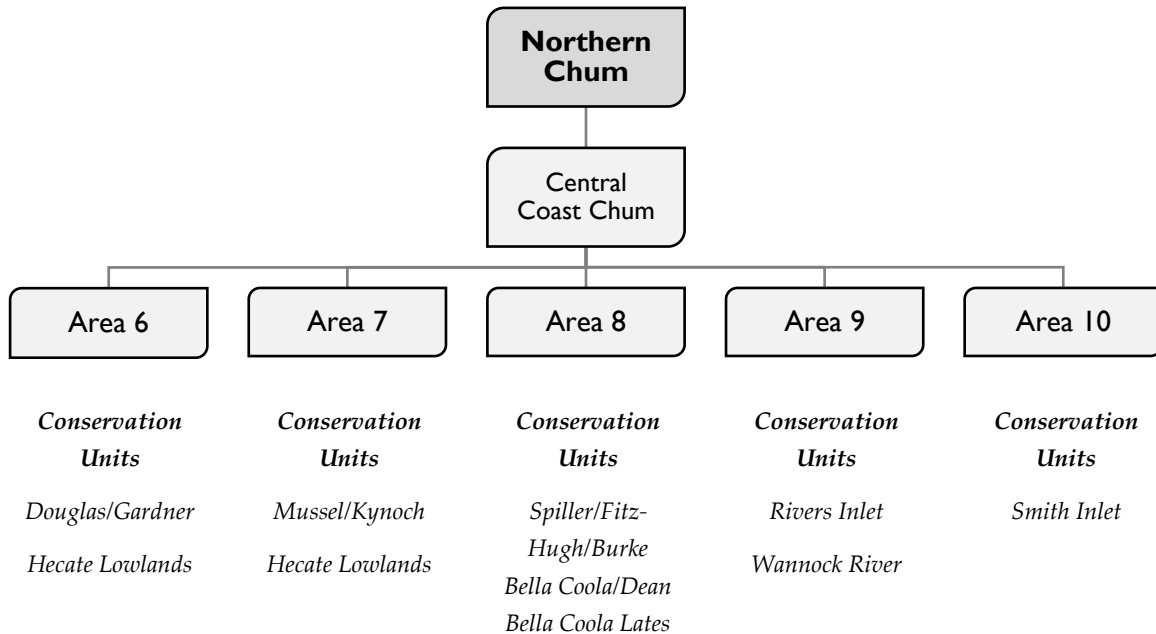 Northern
Chum
Central
Coast Chum
Area 6
Area 7
Area 8
Area 9
Area 10
Conservation
Units
Douglas/Gardner
Hecate Lowlands
Conservation
Units
Mussel/Kynoch
Hecate Lowlands
Conservation
Units
Spiller/Fitz-
Hugh/Burke
Bella Coola/Dean
Bella Coola Lates
Conservation
Units
Rivers Inlet
Wannock River
Conservation
Units
Smith Inlet